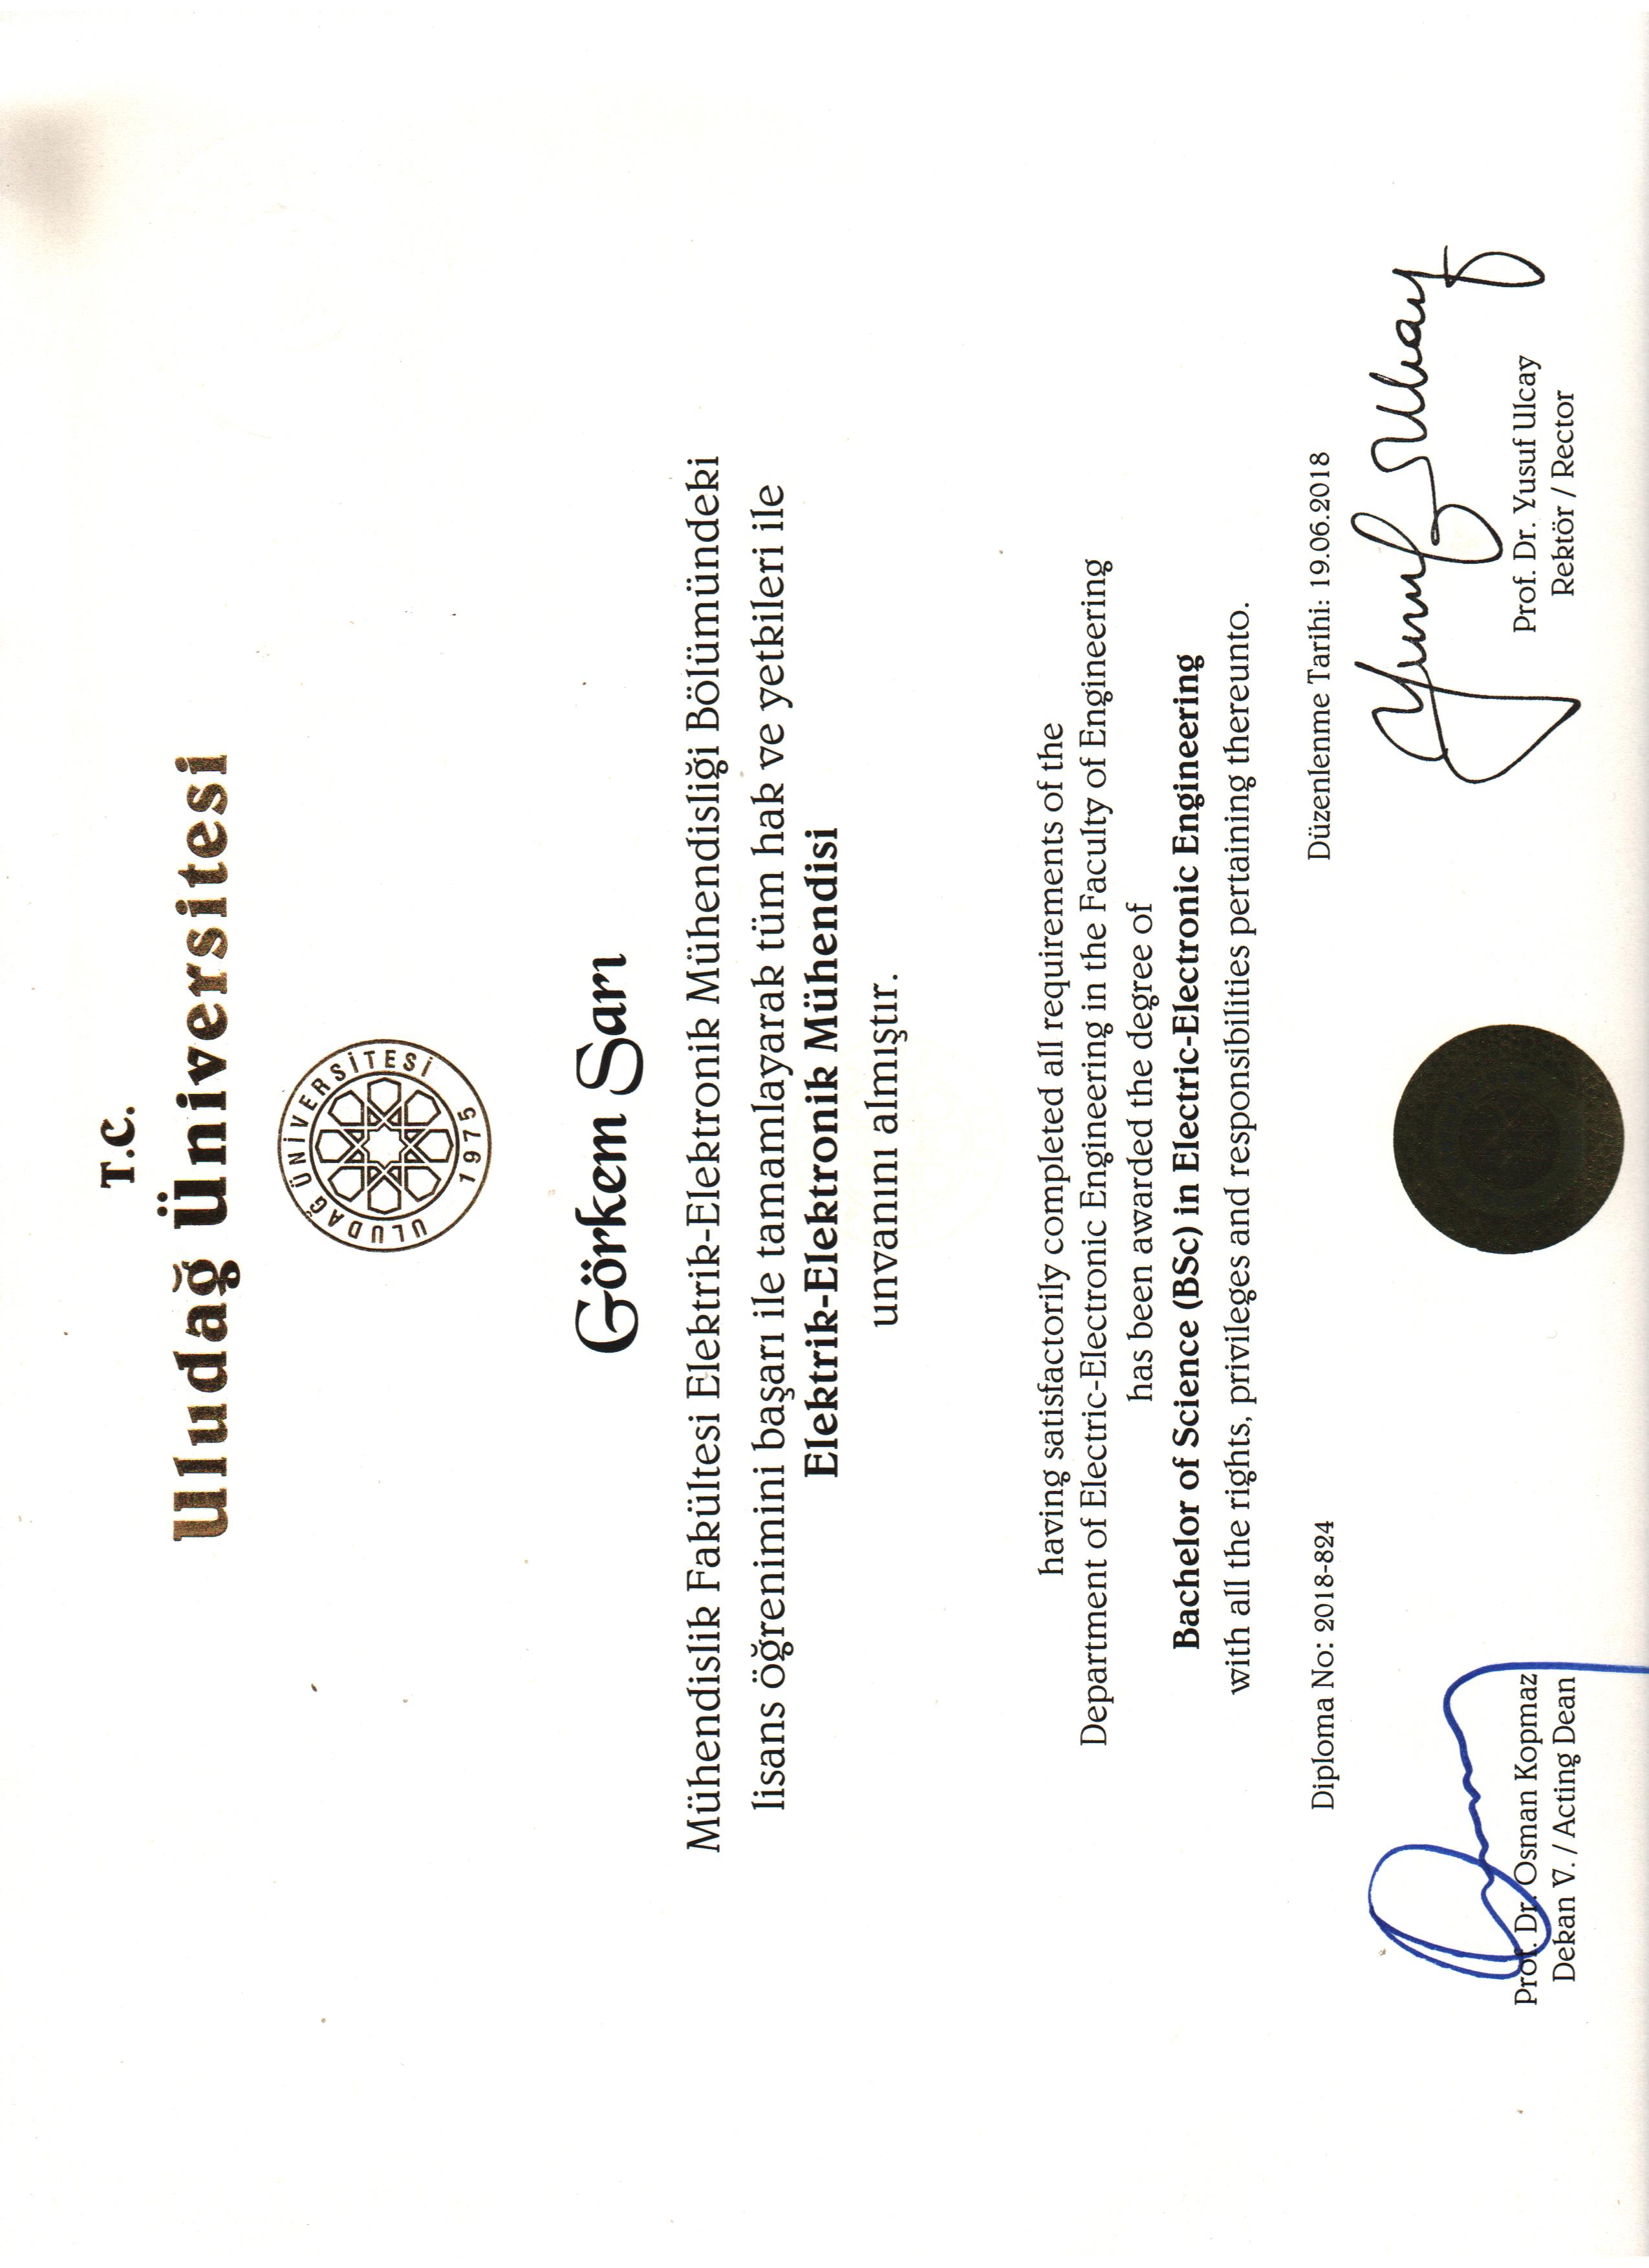 T.C.
Uludağ Üniversitesi
ULUDAĞ ÜNİVERSİTESİ
1975
Görkem Sarı
Mühendislik Fakültesi Elektrik-Elektronik Mühendisliği Bölümündeki
lisans öğrenimini başarı ile tamamlayarak tüm hak ve yetkileri ile
Elektrik-Elektronik Mühendisi
unvanını almıştır.
having satisfactorily completed all requirements of the
Department of Electric-Electronic Engineering in the Faculty of Engineering
has been awarded the degree of
Bachelor of Science (BSc) in Electric-Electronic Engineering
with all the rights, privileges and responsibilities pertaining thereunto.
Diploma No: 2018-824
Düzenlenme Tarihi: 19.06.2018
Prof. Dr. Osman Kopmaz
Dekan V. / Acting Dean
Yusuf Ulcay
Prof. Dr. Yusuf Ulcay
Rektör / Rector